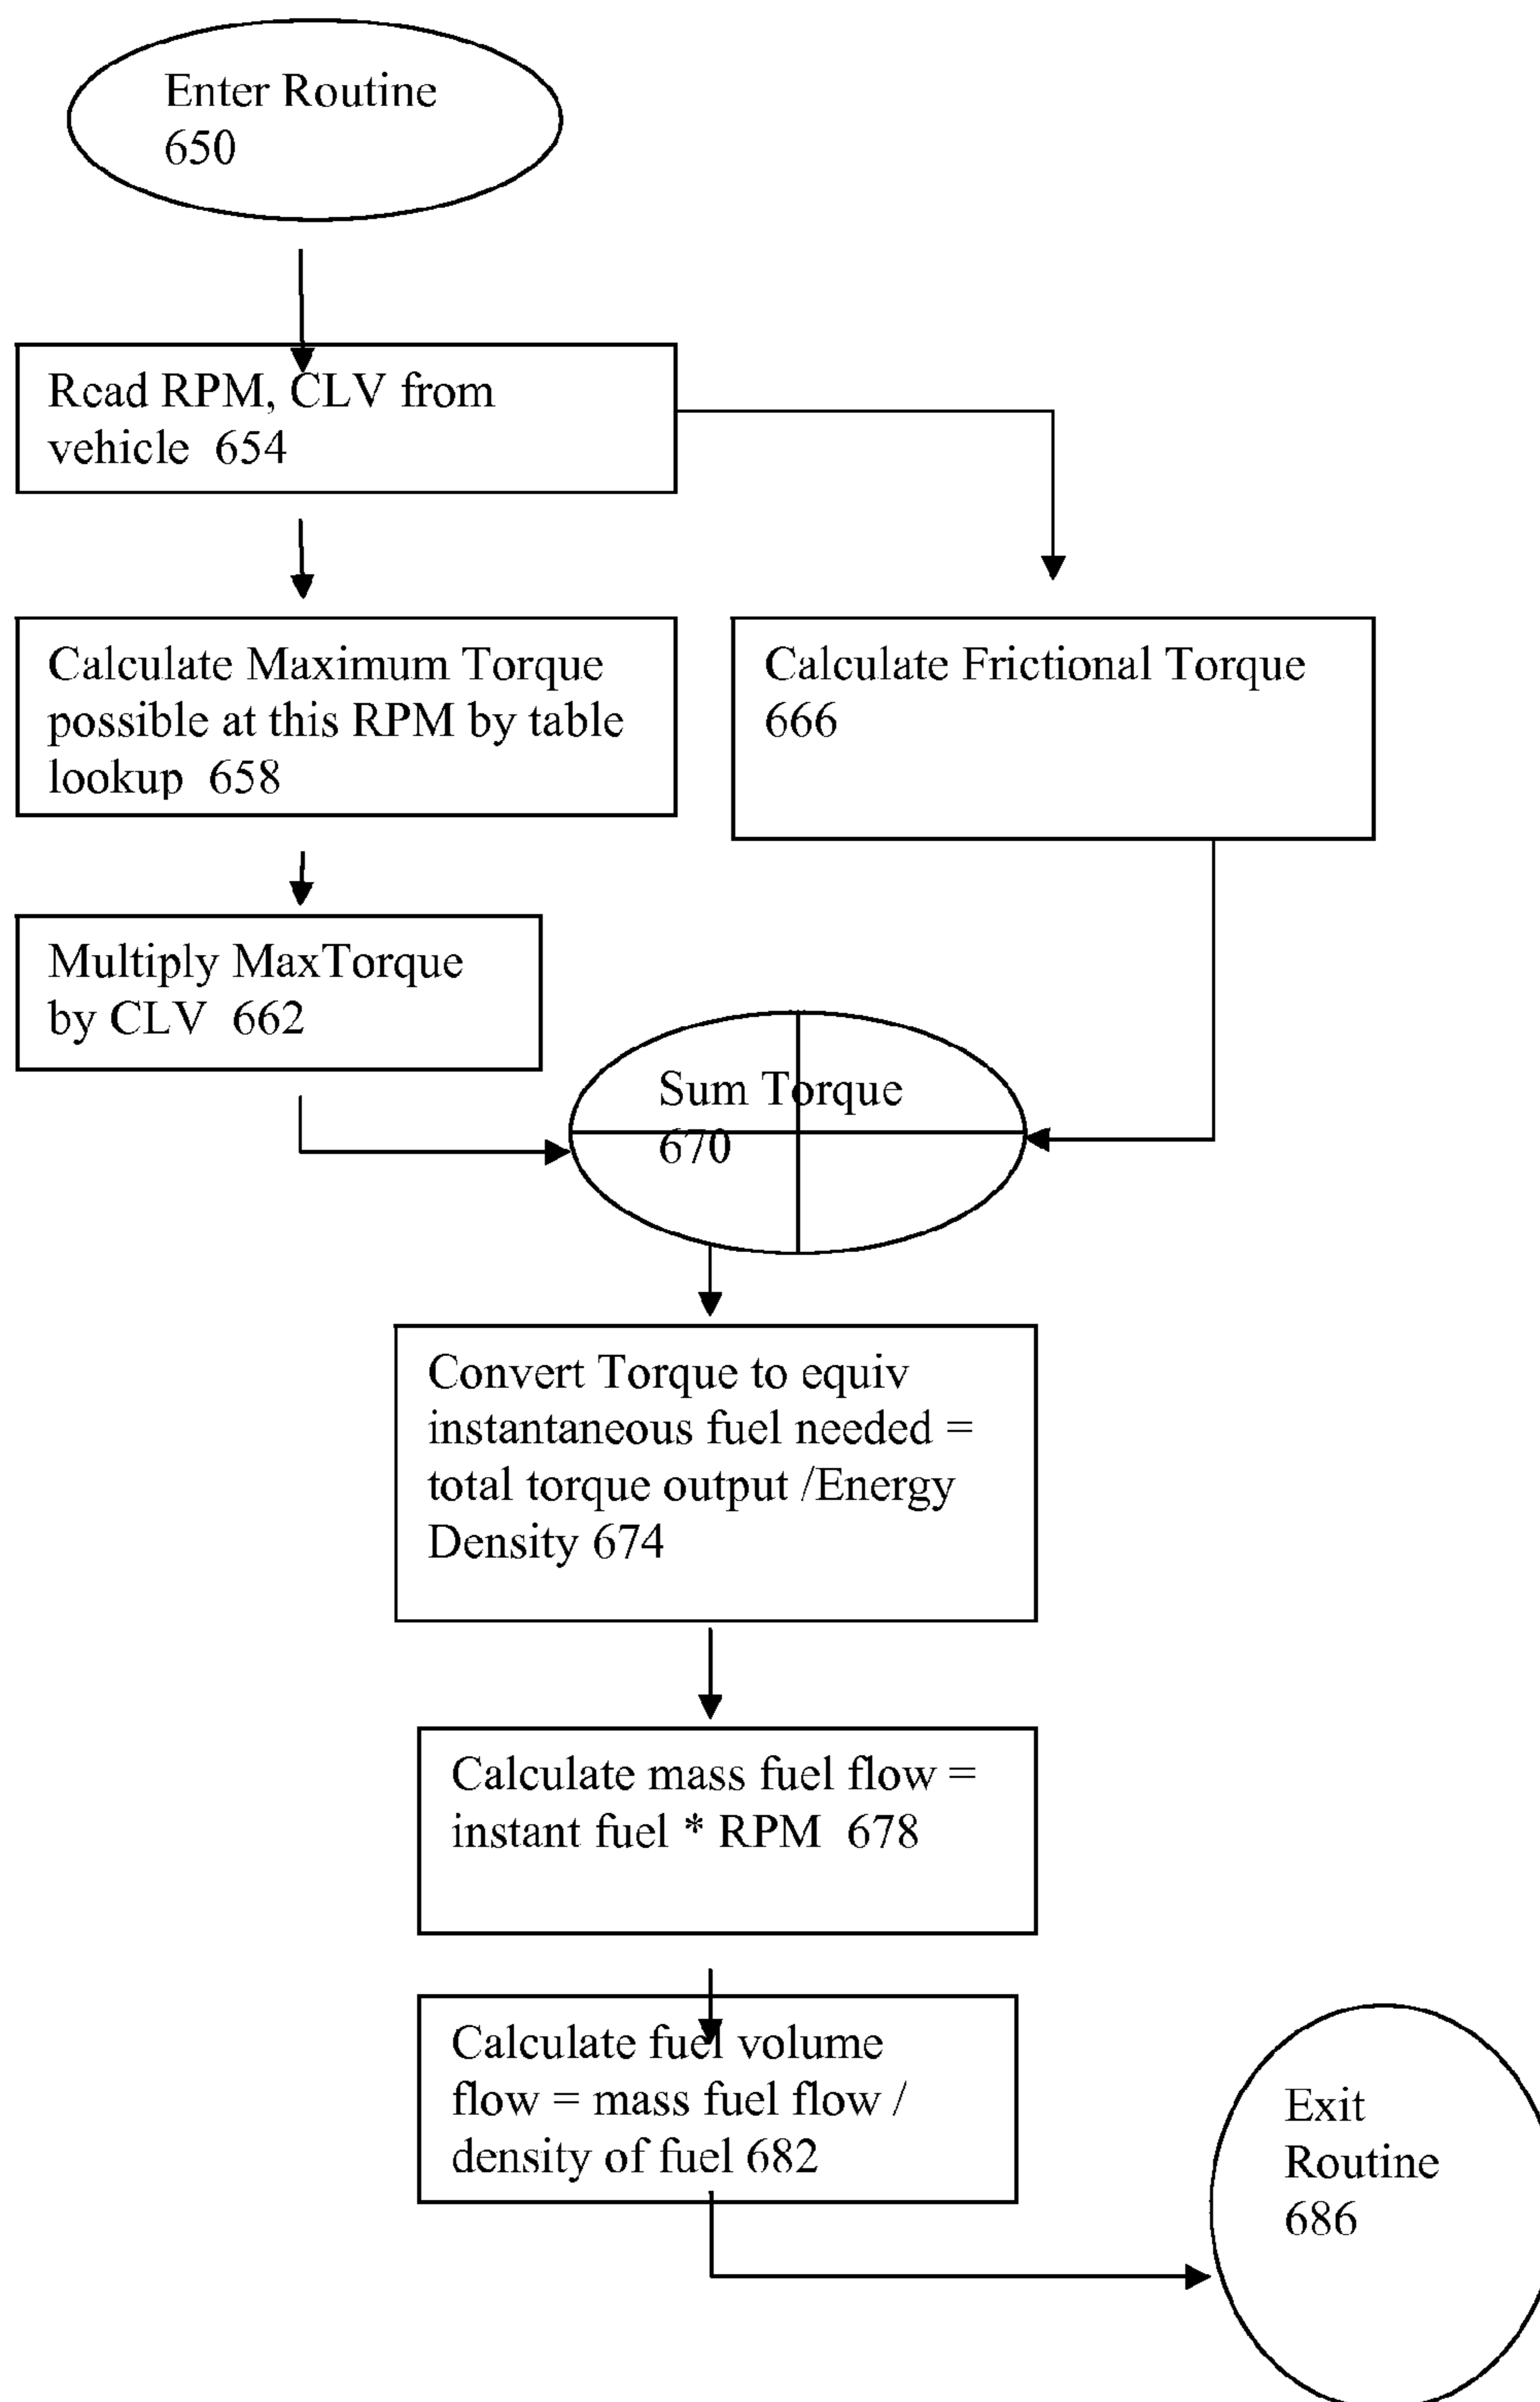 Enter Routine
650
Read RPM, CLV from
vehicle 654
Calculate Maximum Torque
possible at this RPM by table
lookup 658
Calculate Frictional Torque
666
Multiply MaxTorque
by CLV 662
Sum Torque
670
Convert Torque to equiv
instantaneous fuel needed =
total torque output /Energy
Density 674
Calculate mass fuel flow =
instant fuel * RPM 678
Calculate fuel volume
flow = mass fuel flow /
density of fuel 682
Exit
Routine
686